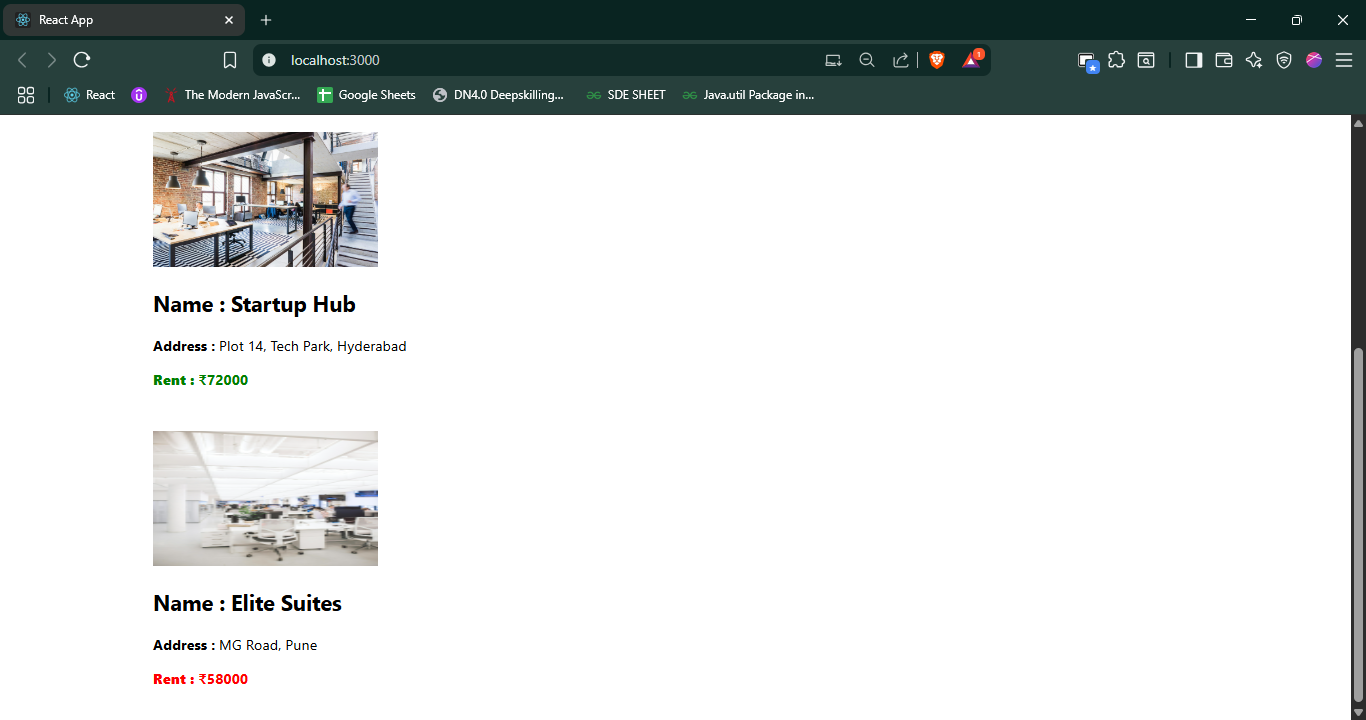 React App
localhost:3000
1
React
The Modern JavaScr...
Google Sheets
DN4.0 Deepskilling...
SDE SHEET
Java.util Package in...
Name : Startup Hub
Address : Plot 14, Tech Park, Hyderabad
Rent : ₹72000
Name : Elite Suites
Address : MG Road, Pune
Rent : ₹58000